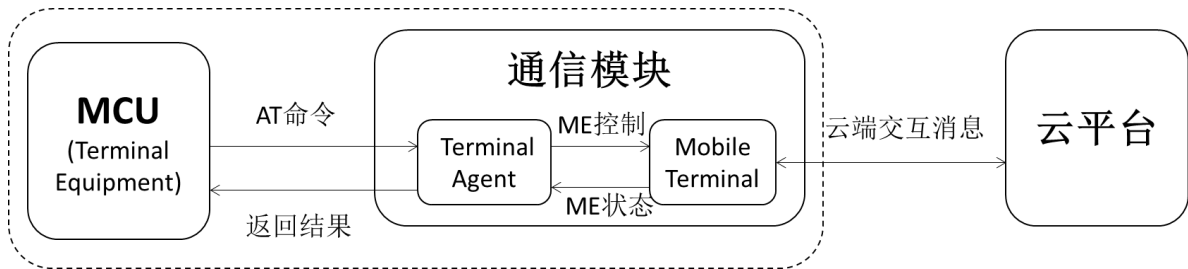 MCU
(Terminal
Equipment)
AT命令
返回结果
通信模块
Terminal
Agent
ME控制
ME状态
Mobile
Terminal
云端交互消息
云平台